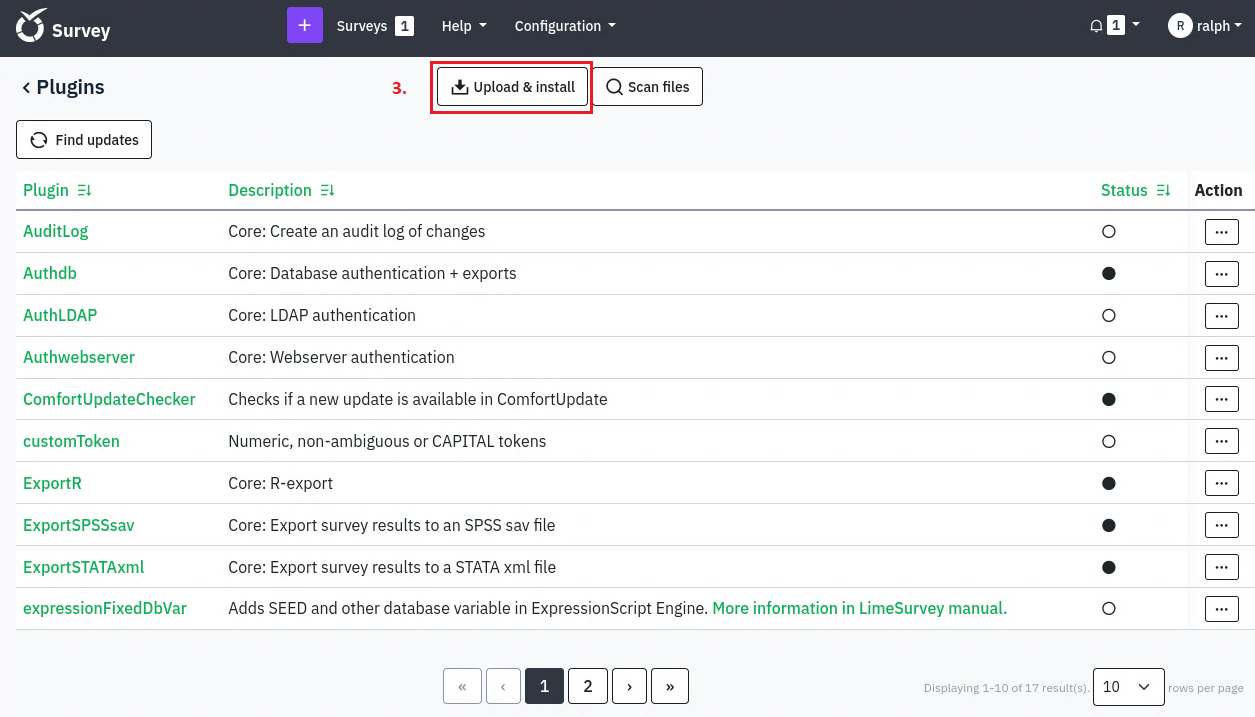 Survey + Surveys 1 Help Configuration 1 R ralph
‹ Plugins 3. Upload & install Scan files
Find updates
Plugin Description Status Action
AuditLog Core: Create an audit log of changes ...
Authdb Core: Database authentication + exports ...
AuthLDAP Core: LDAP authentication ...
Authwebserver Core: Webserver authentication ...
ComfortUpdateChecker Checks if a new update is available in ComfortUpdate ...
customToken Numeric, non-ambiguous or CAPITAL tokens ...
ExportR Core: R-export ...
ExportSPSSsav Core: Export survey results to an SPSS sav file ...
ExportSTATAxml Core: Export survey results to a STATA xml file ...
expressionFixedDbVar Adds SEED and other database variable in ExpressionScript Engine. More information in LimeSurvey manual. ...
« ‹ 1 2 › » Displaying 1-10 of 17 result(s). 10 rows per page